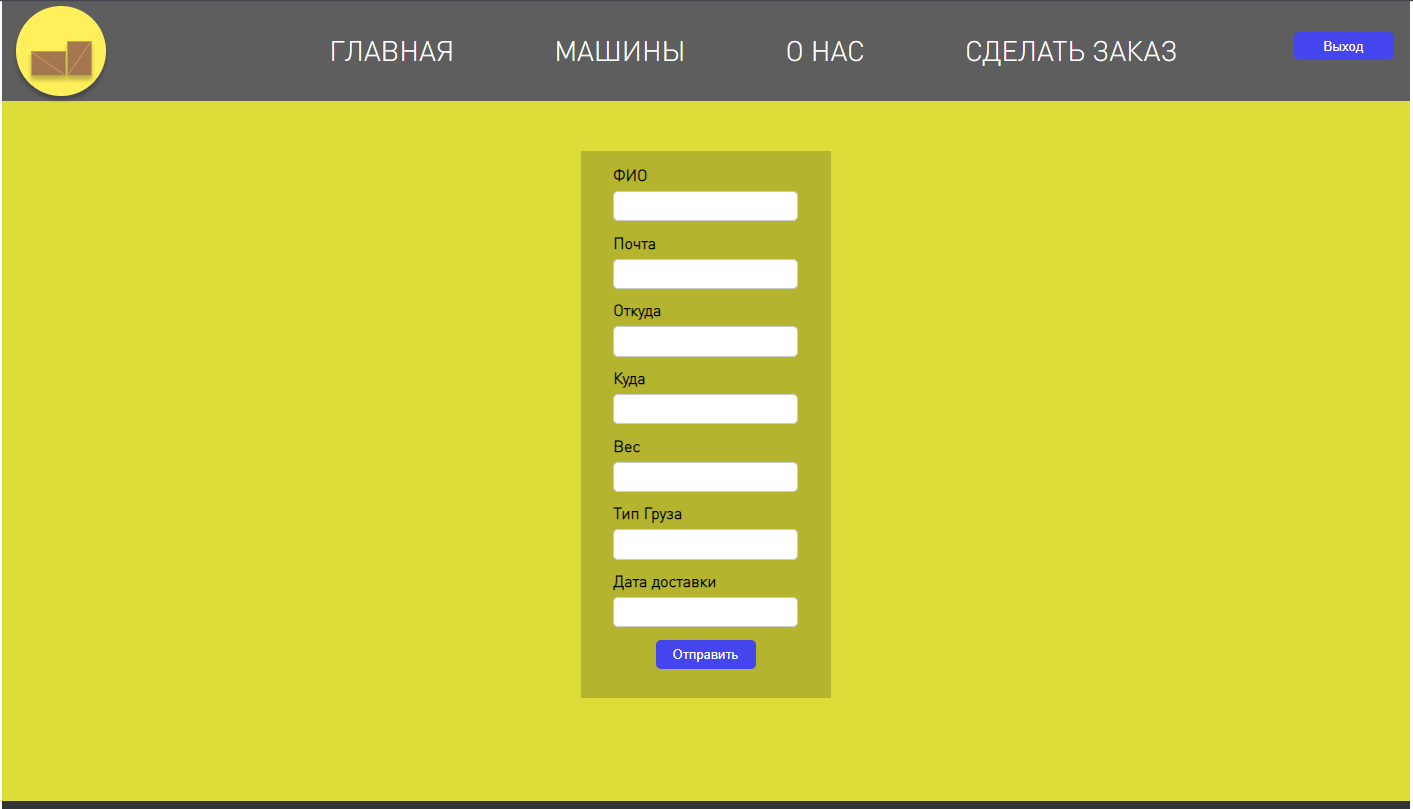 ГЛАВНАЯ МАШИНЫ О НАС СДЕЛАТЬ ЗАКАЗ Выход
ФИО
Почта
Откуда
Куда
Вес
Тип Груза
Дата доставки
Отправить